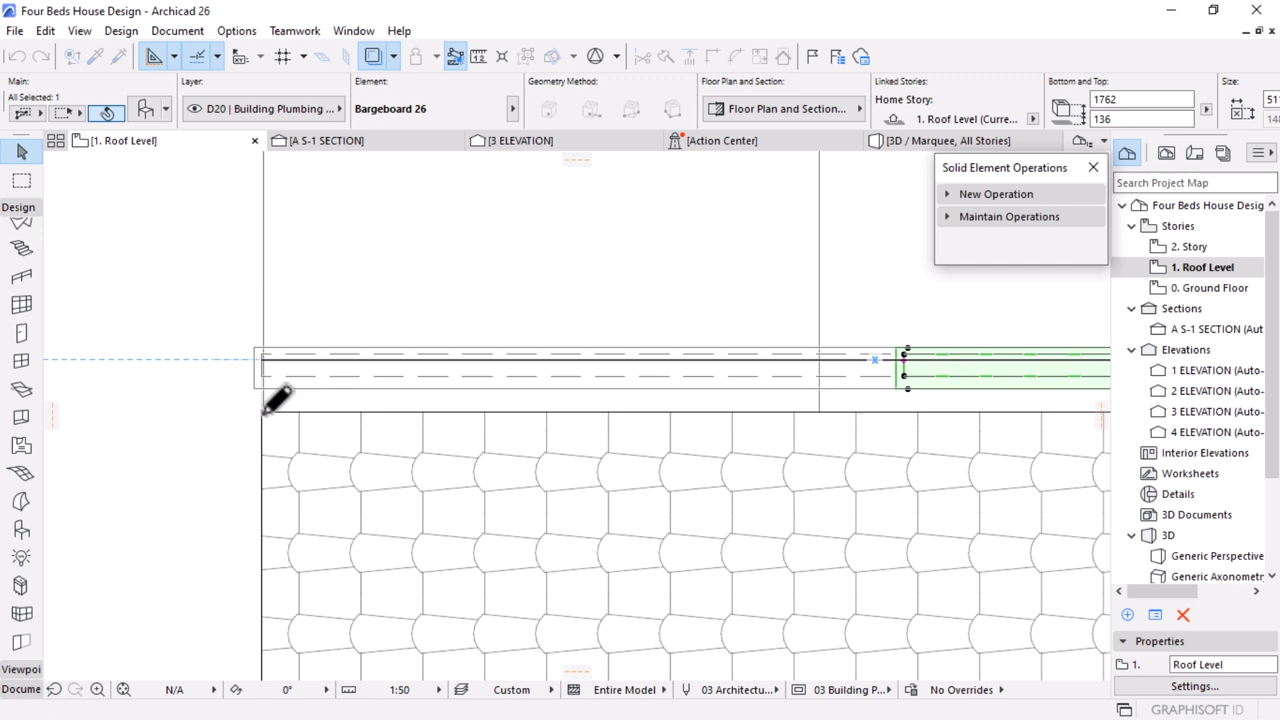 Four Beds House Design - Archicad 26
File Edit View Design Document Options Teamwork Window Help
Main: Layer: Element: Geometry Method: Floor Plan and Section: Linked Stories: Bottom and Top: Size:
All Selected: 1
D20 | Building Plumbing ...
Bargeboard 26
Floor Plan and Section...
Home Story:
1. Roof Level (Curre...
1762
136
[1. Roof Level] [A S-1 SECTION] [3 ELEVATION] [Action Center] [3D / Marquee, All Stories]
Solid Element Operations
New Operation
Maintain Operations
Design
Search Project Map
Four Beds House Desig
Stories
2. Story
1. Roof Level
0. Ground Floor
Sections
A S-1 SECTION (Aut
Elevations
1 ELEVATION (Auto-
2 ELEVATION (Auto-
3 ELEVATION (Auto-
4 ELEVATION (Auto-
Interior Elevations
Worksheets
Details
3D Documents
3D
Generic Perspective
Generic Axonometr
Properties
1. Roof Level
Settings...
Viewpoi
Docume
N/A 0° 1:50 Custom Entire Model 03 Architectu... 03 Building P... No Overrides
GRAPHISOFT ID